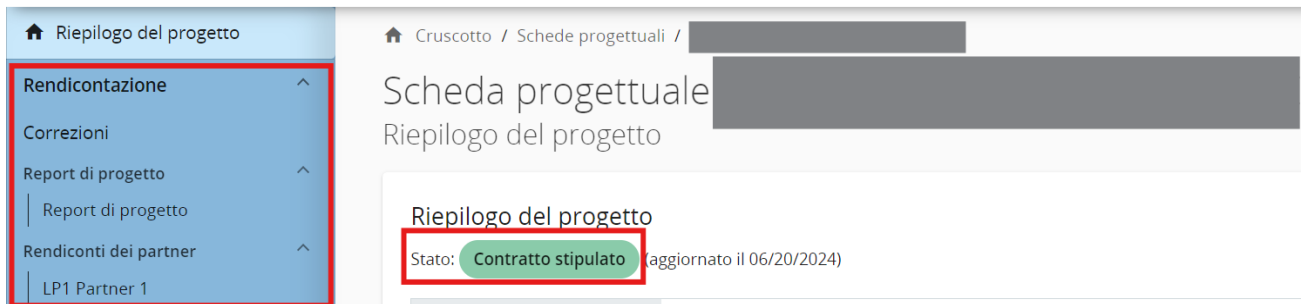 Riepilogo del progetto
Rendicontazione
Correzioni
Report di progetto
Report di progetto
Rendiconti dei partner
LP1 Partner 1
Cruscotto / Schede progettuali /
Scheda progettuale
Riepilogo del progetto
Riepilogo del progetto
Stato: Contratto stipulato (aggiornato il 06/20/2024)